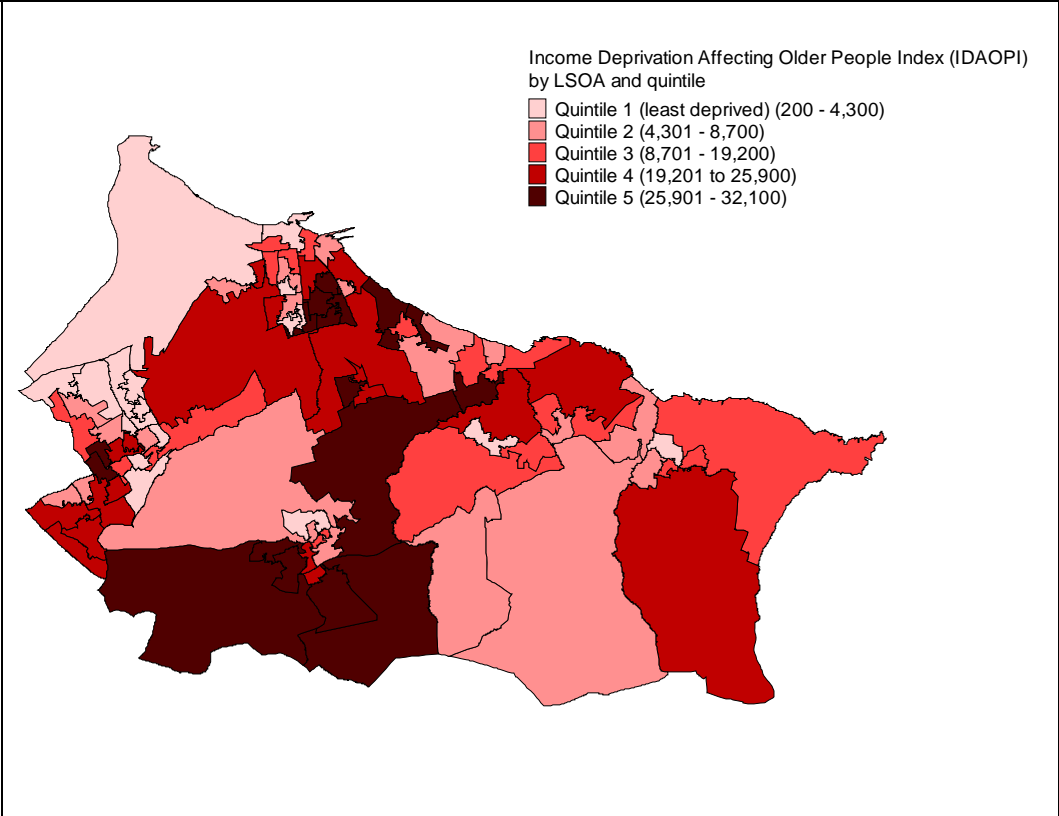 Income Deprivation Affecting Older People Index (IDAOPI)
by LSOA and quintile
Quintile 1 (least deprived) (200 - 4,300)
Quintile 2 (4,301 - 8,700)
Quintile 3 (8,701 - 19,200)
Quintile 4 (19,201 to 25,900)
Quintile 5 (25,901 - 32,100)